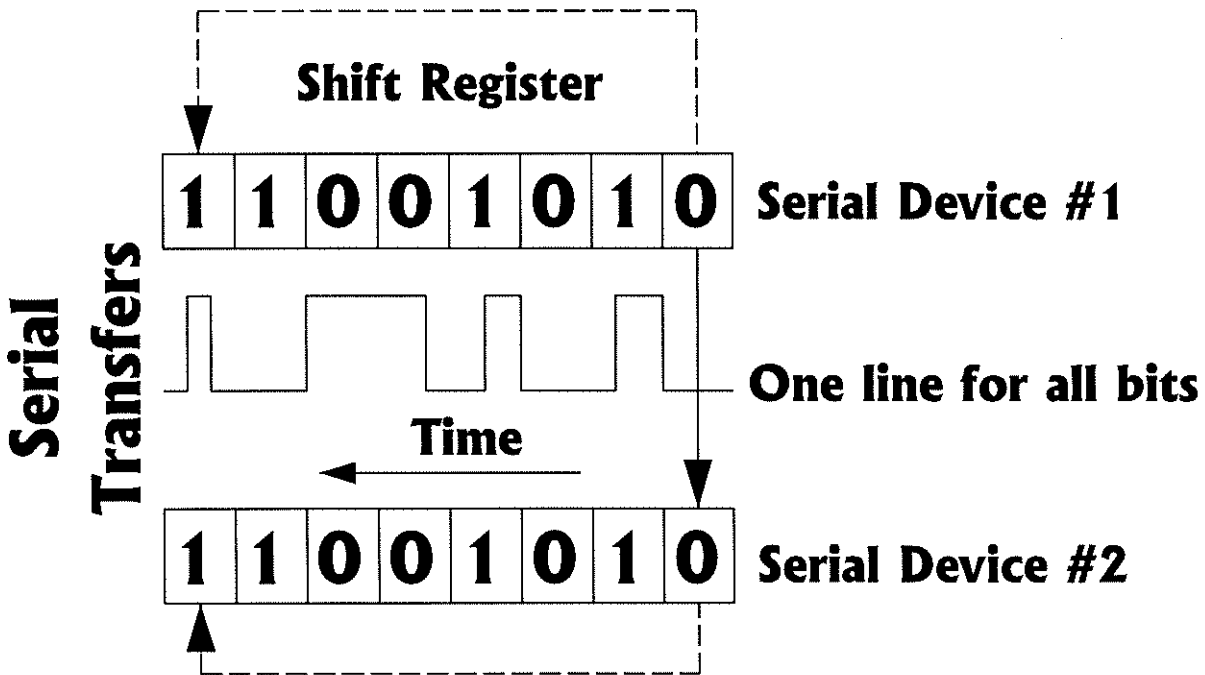 Shift Register
1 1 0 0 1 0 1 0 Serial Device #1
Serial
Transfers
One line for all bits
Time
1 1 0 0 1 0 1 0 Serial Device #2